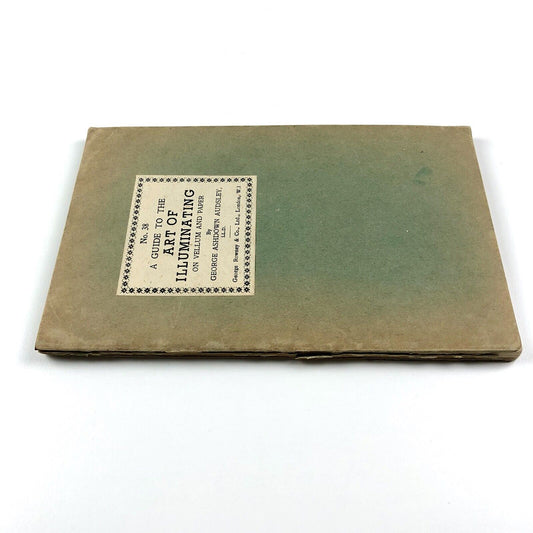 No. 38
A GUIDE TO THE
ART OF
ILLUMINATING
ON VELLUM AND PAPER
By
GEORGE ASHDOWN AUDSLEY,
LL.D.
George Rowney & Co., Ltd., London, W.1